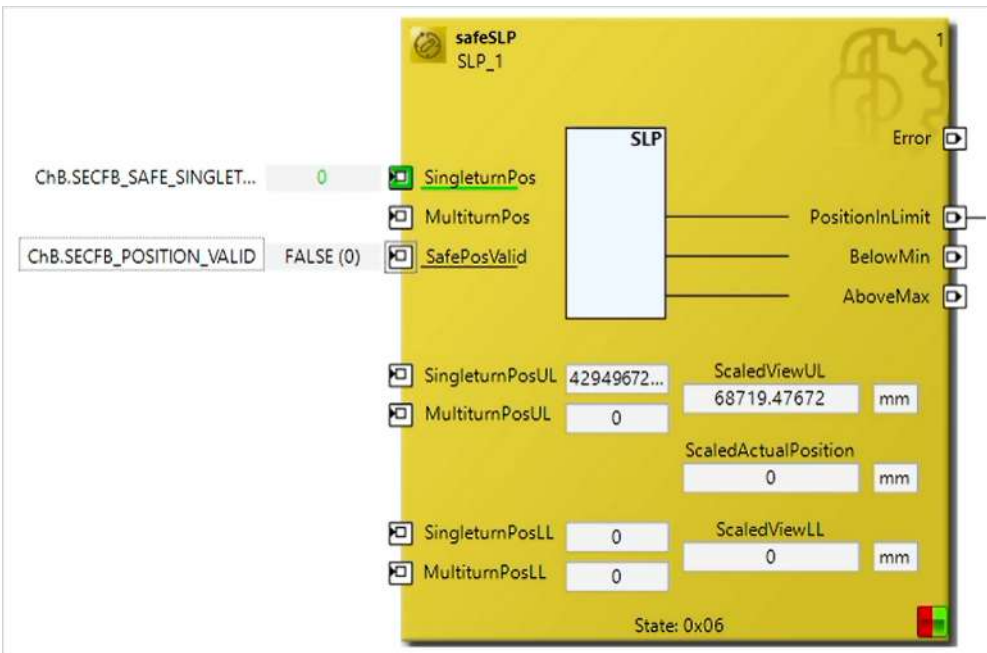 safeSLP
SLP_1
1
SLP
Error
ChB.SECFB_SAFE_SINGLET... 0 SingleturnPos
MultiturnPos PositionInLimit
ChB.SECFB_POSITION_VALID FALSE (0) SafePosValid BelowMin
AboveMax
ScaledViewUL
SingleturnPosUL 42949672... 68719.47672 mm
MultiturnPosUL 0
ScaledActualPosition
0 mm
SingleturnPosLL 0 ScaledViewLL
0 mm
MultiturnPosLL 0
State: 0x06